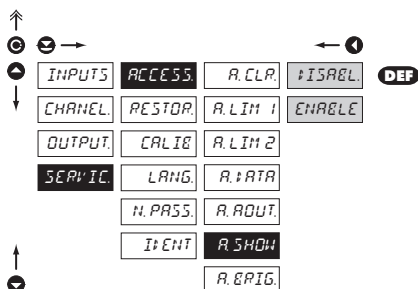 INPUTS ACCESS. A. CLR. DISABL. DEF
CHANEL. RESTOR. A. LIM 1 ENABLE
OUTPUT. CALIB A. LIM 2
SERVIC. LANG. A. DATA
N. PASS. A. AOUT.
IDENT A. SHOW
A. BRIG.